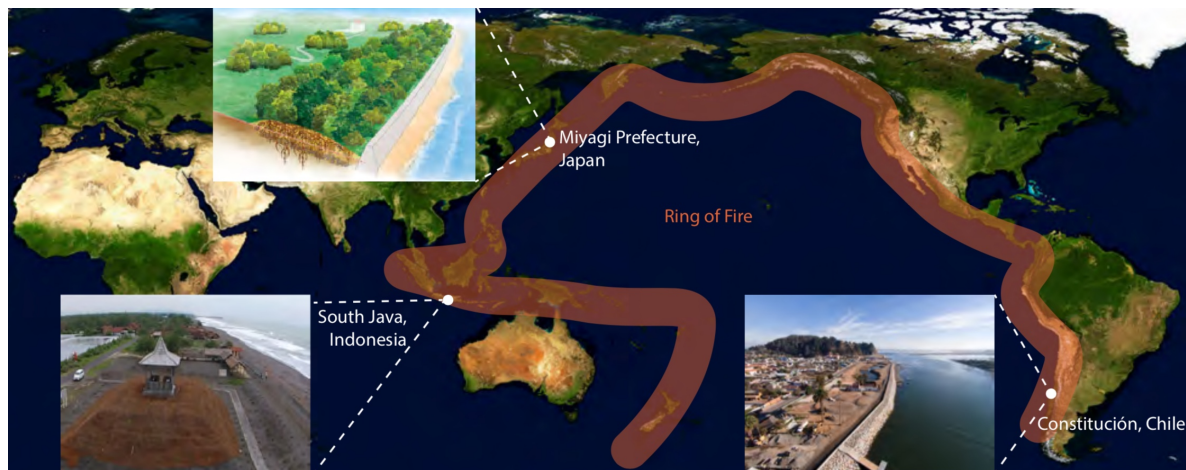 Miyagi Prefecture,
Japan
Ring of Fire
South Java,
Indonesia
Constitución, Chile